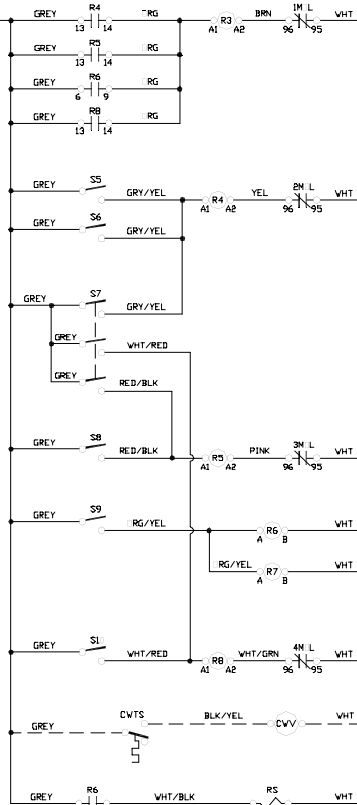 GREY R4 RG R3 BRN 1M L WHT
13 14 A1 A2 96 95
R5 RG
13 14
GREY R6 RG
6 9
GREY R8 RG
13 14
GREY S5 GRY/YEL R4 YEL 2M L WHT
A1 A2 96 95
GREY S6 GRY/YEL
GREY S7 GRY/YEL
GREY WHT/RED
GREY RED/BLK
GREY S8 RED/BLK R5 PINK 3M L WHT
A1 A2 96 95
GREY S9 RG/YEL R6 WHT
A B
RG/YEL R7 WHT
A B
GREY S1 WHT/RED R8 WHT/GRN 4M L WHT
A1 A2 96 95
GREY CWTS BLK/YEL CWV WHT
GREY R6 WHT/BLK RS WHT